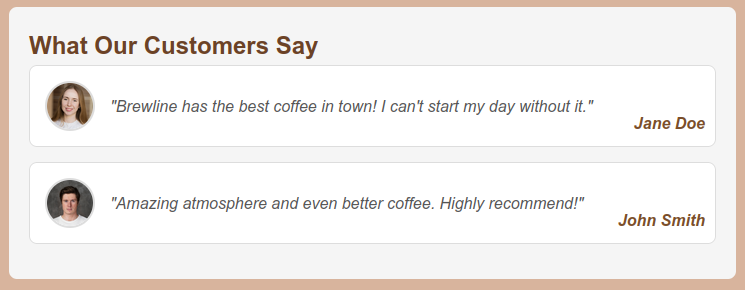 What Our Customers Say
"Brewline has the best coffee in town! I can't start my day without it."
Jane Doe
"Amazing atmosphere and even better coffee. Highly recommend!"
John Smith